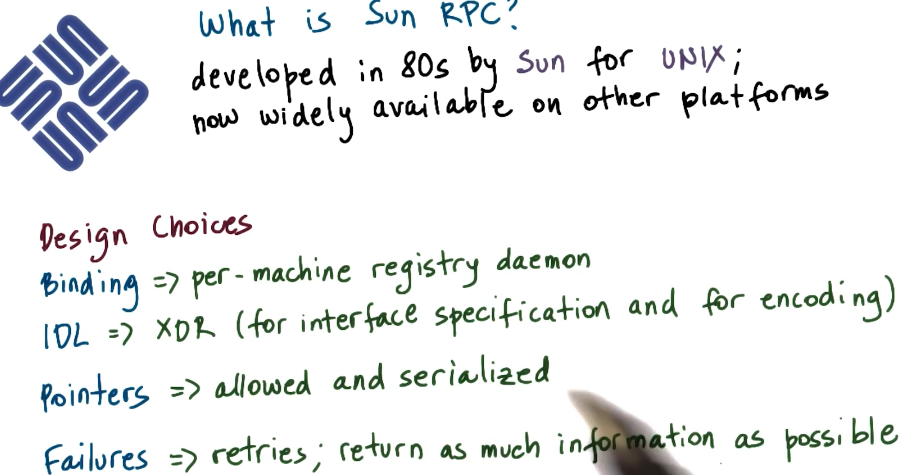 What is Sun RPC?
developed in 80s by Sun for UNIX;
now widely available on other platforms
Design Choices
Binding => per-machine registry daemon
IDL => XDR (for interface specification and for encoding)
Pointers => allowed and serialized
Failures => retries; return as much information as possible